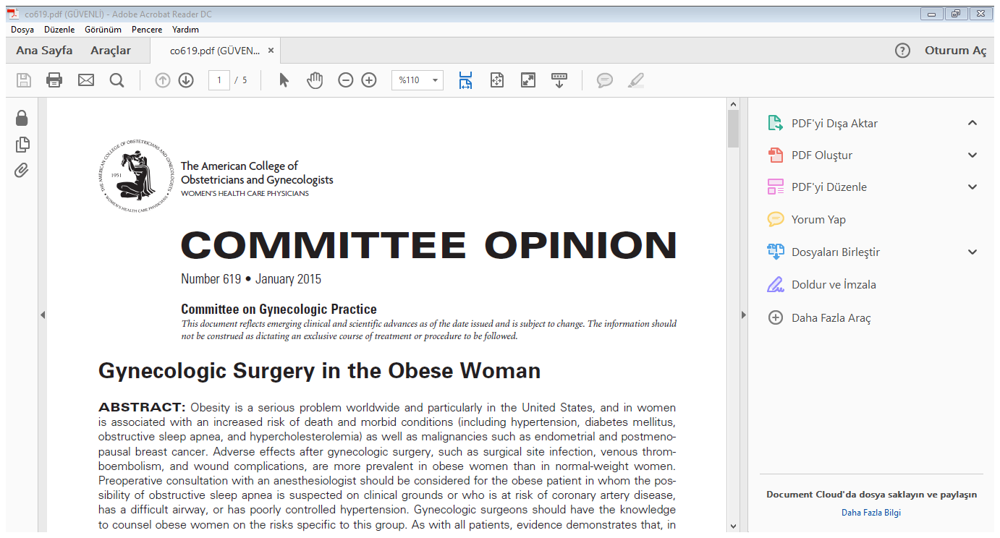 co619.pdf (GÜVENLİ) - Adobe Acrobat Reader DC
Dosya Düzenle Görünüm Pencere Yardım
Ana Sayfa Araçlar co619.pdf (GÜVEN... × ? Oturum Aç
1 / 5 %110
THE AMERICAN COLLEGE OF OBSTETRICIANS AND GYNECOLOGISTS
1951
• WOMEN'S HEALTH CARE PHYSICIANS •
The American College of
Obstetricians and Gynecologists
WOMEN'S HEALTH CARE PHYSICIANS
COMMITTEE OPINION
Number 619 • January 2015
Committee on Gynecologic Practice
This document reflects emerging clinical and scientific advances as of the date issued and is subject to change. The information should
not be construed as dictating an exclusive course of treatment or procedure to be followed.
Gynecologic Surgery in the Obese Woman
ABSTRACT: Obesity is a serious problem worldwide and particularly in the United States, and in women
is associated with an increased risk of death and morbid conditions (including hypertension, diabetes mellitus,
obstructive sleep apnea, and hypercholesterolemia) as well as malignancies such as endometrial and postmeno-
pausal breast cancer. Adverse effects after gynecologic surgery, such as surgical site infection, venous throm-
boembolism, and wound complications, are more prevalent in obese women than in normal-weight women.
Preoperative consultation with an anesthesiologist should be considered for the obese patient in whom the pos-
sibility of obstructive sleep apnea is suspected on clinical grounds or who is at risk of coronary artery disease,
has a difficult airway, or has poorly controlled hypertension. Gynecologic surgeons should have the knowledge
to counsel obese women on the risks specific to this group. As with all patients, evidence demonstrates that, in
PDF'yi Dışa Aktar
PDF Oluştur
PDF'yi Düzenle
Yorum Yap
Dosyaları Birleştir
Doldur ve İmzala
Daha Fazla Araç
Document Cloud'da dosya saklayın ve paylaşın
Daha Fazla Bilgi